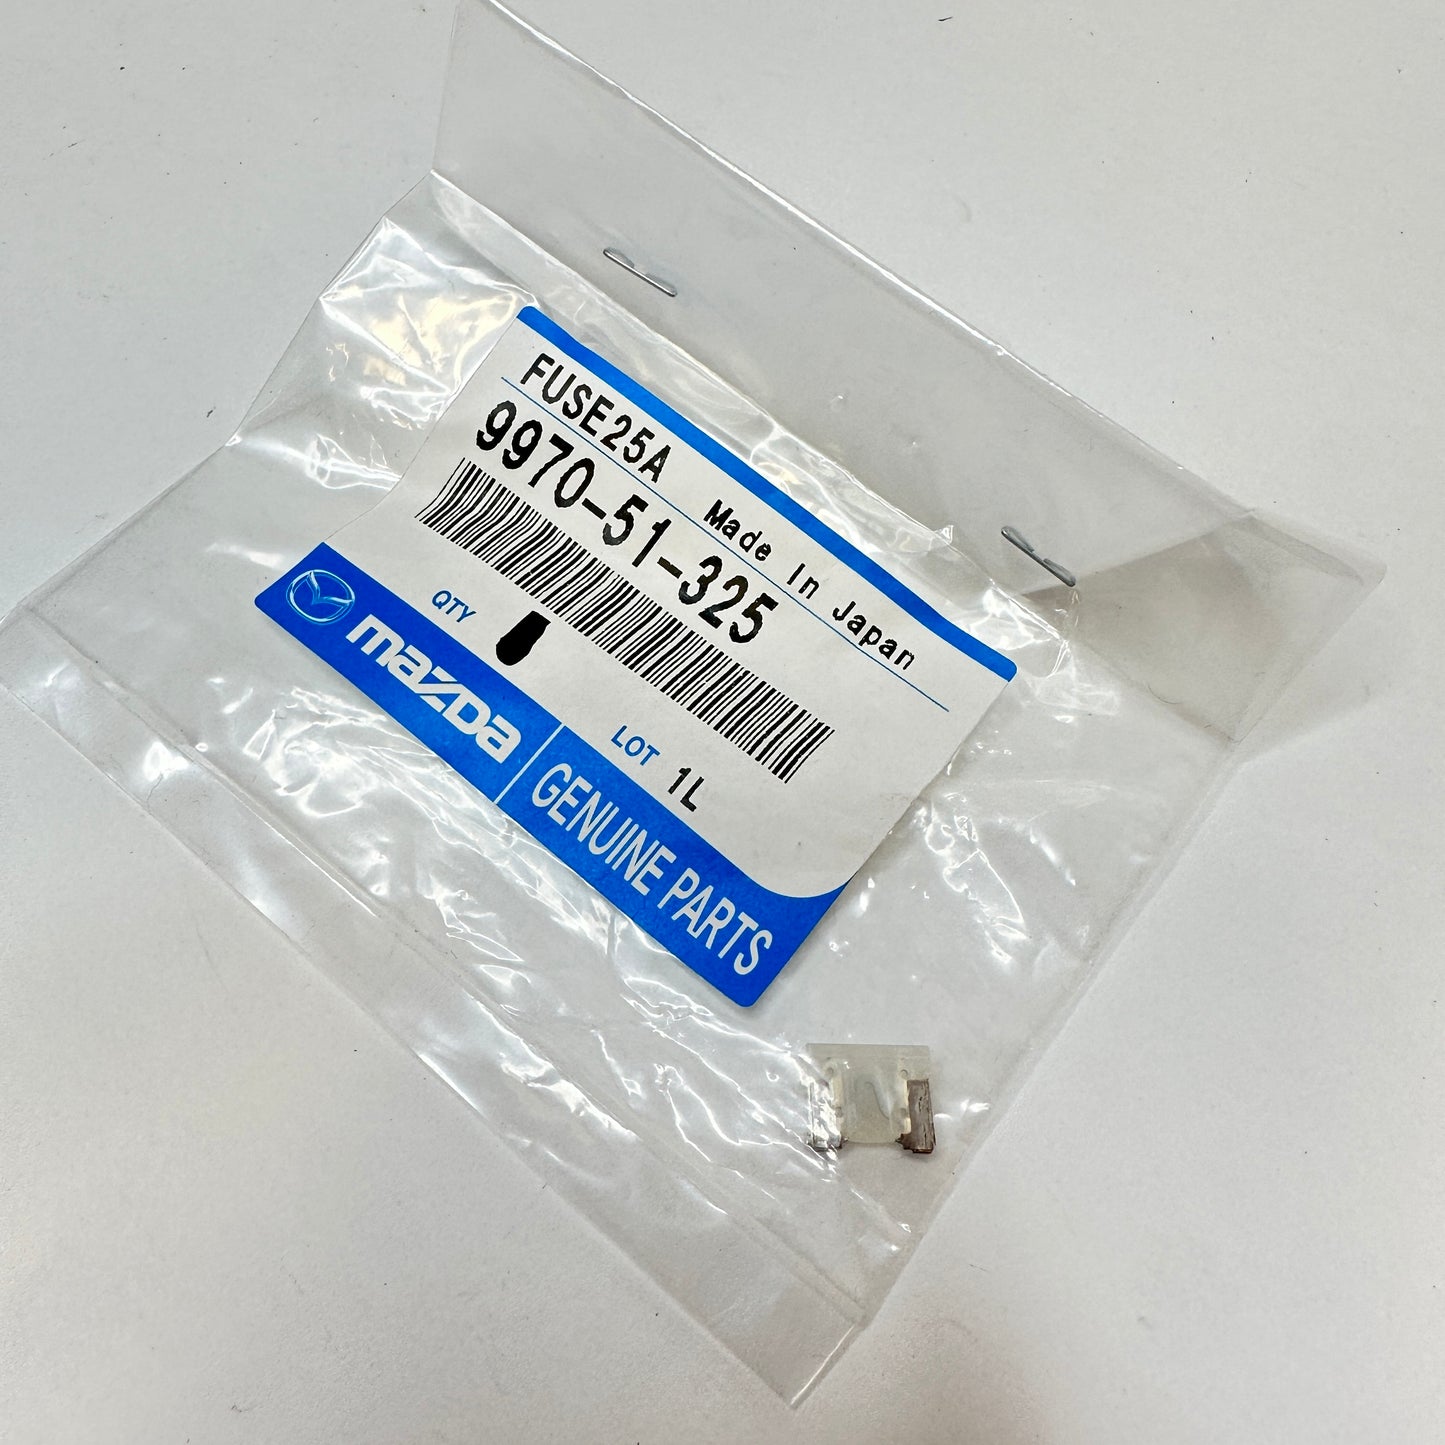 FUSE25A Made In Japan
9970-51-325
QTY
LOT 1L
mazda GENUINE PARTS